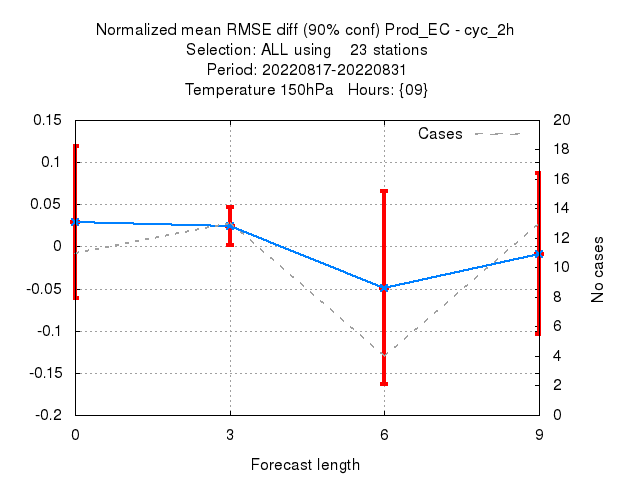 Normalized mean RMSE diff (90% conf) Prod_EC - cyc_2h
Selection: ALL using 23 stations
Period: 20220817-20220831
Temperature 150hPa Hours: {09}
Cases
0.15
0.1
0.05
0
-0.05
-0.1
-0.15
-0.2
20
18
16
14
12
10
8
6
4
2
0
No cases
0 3 6 9
Forecast length